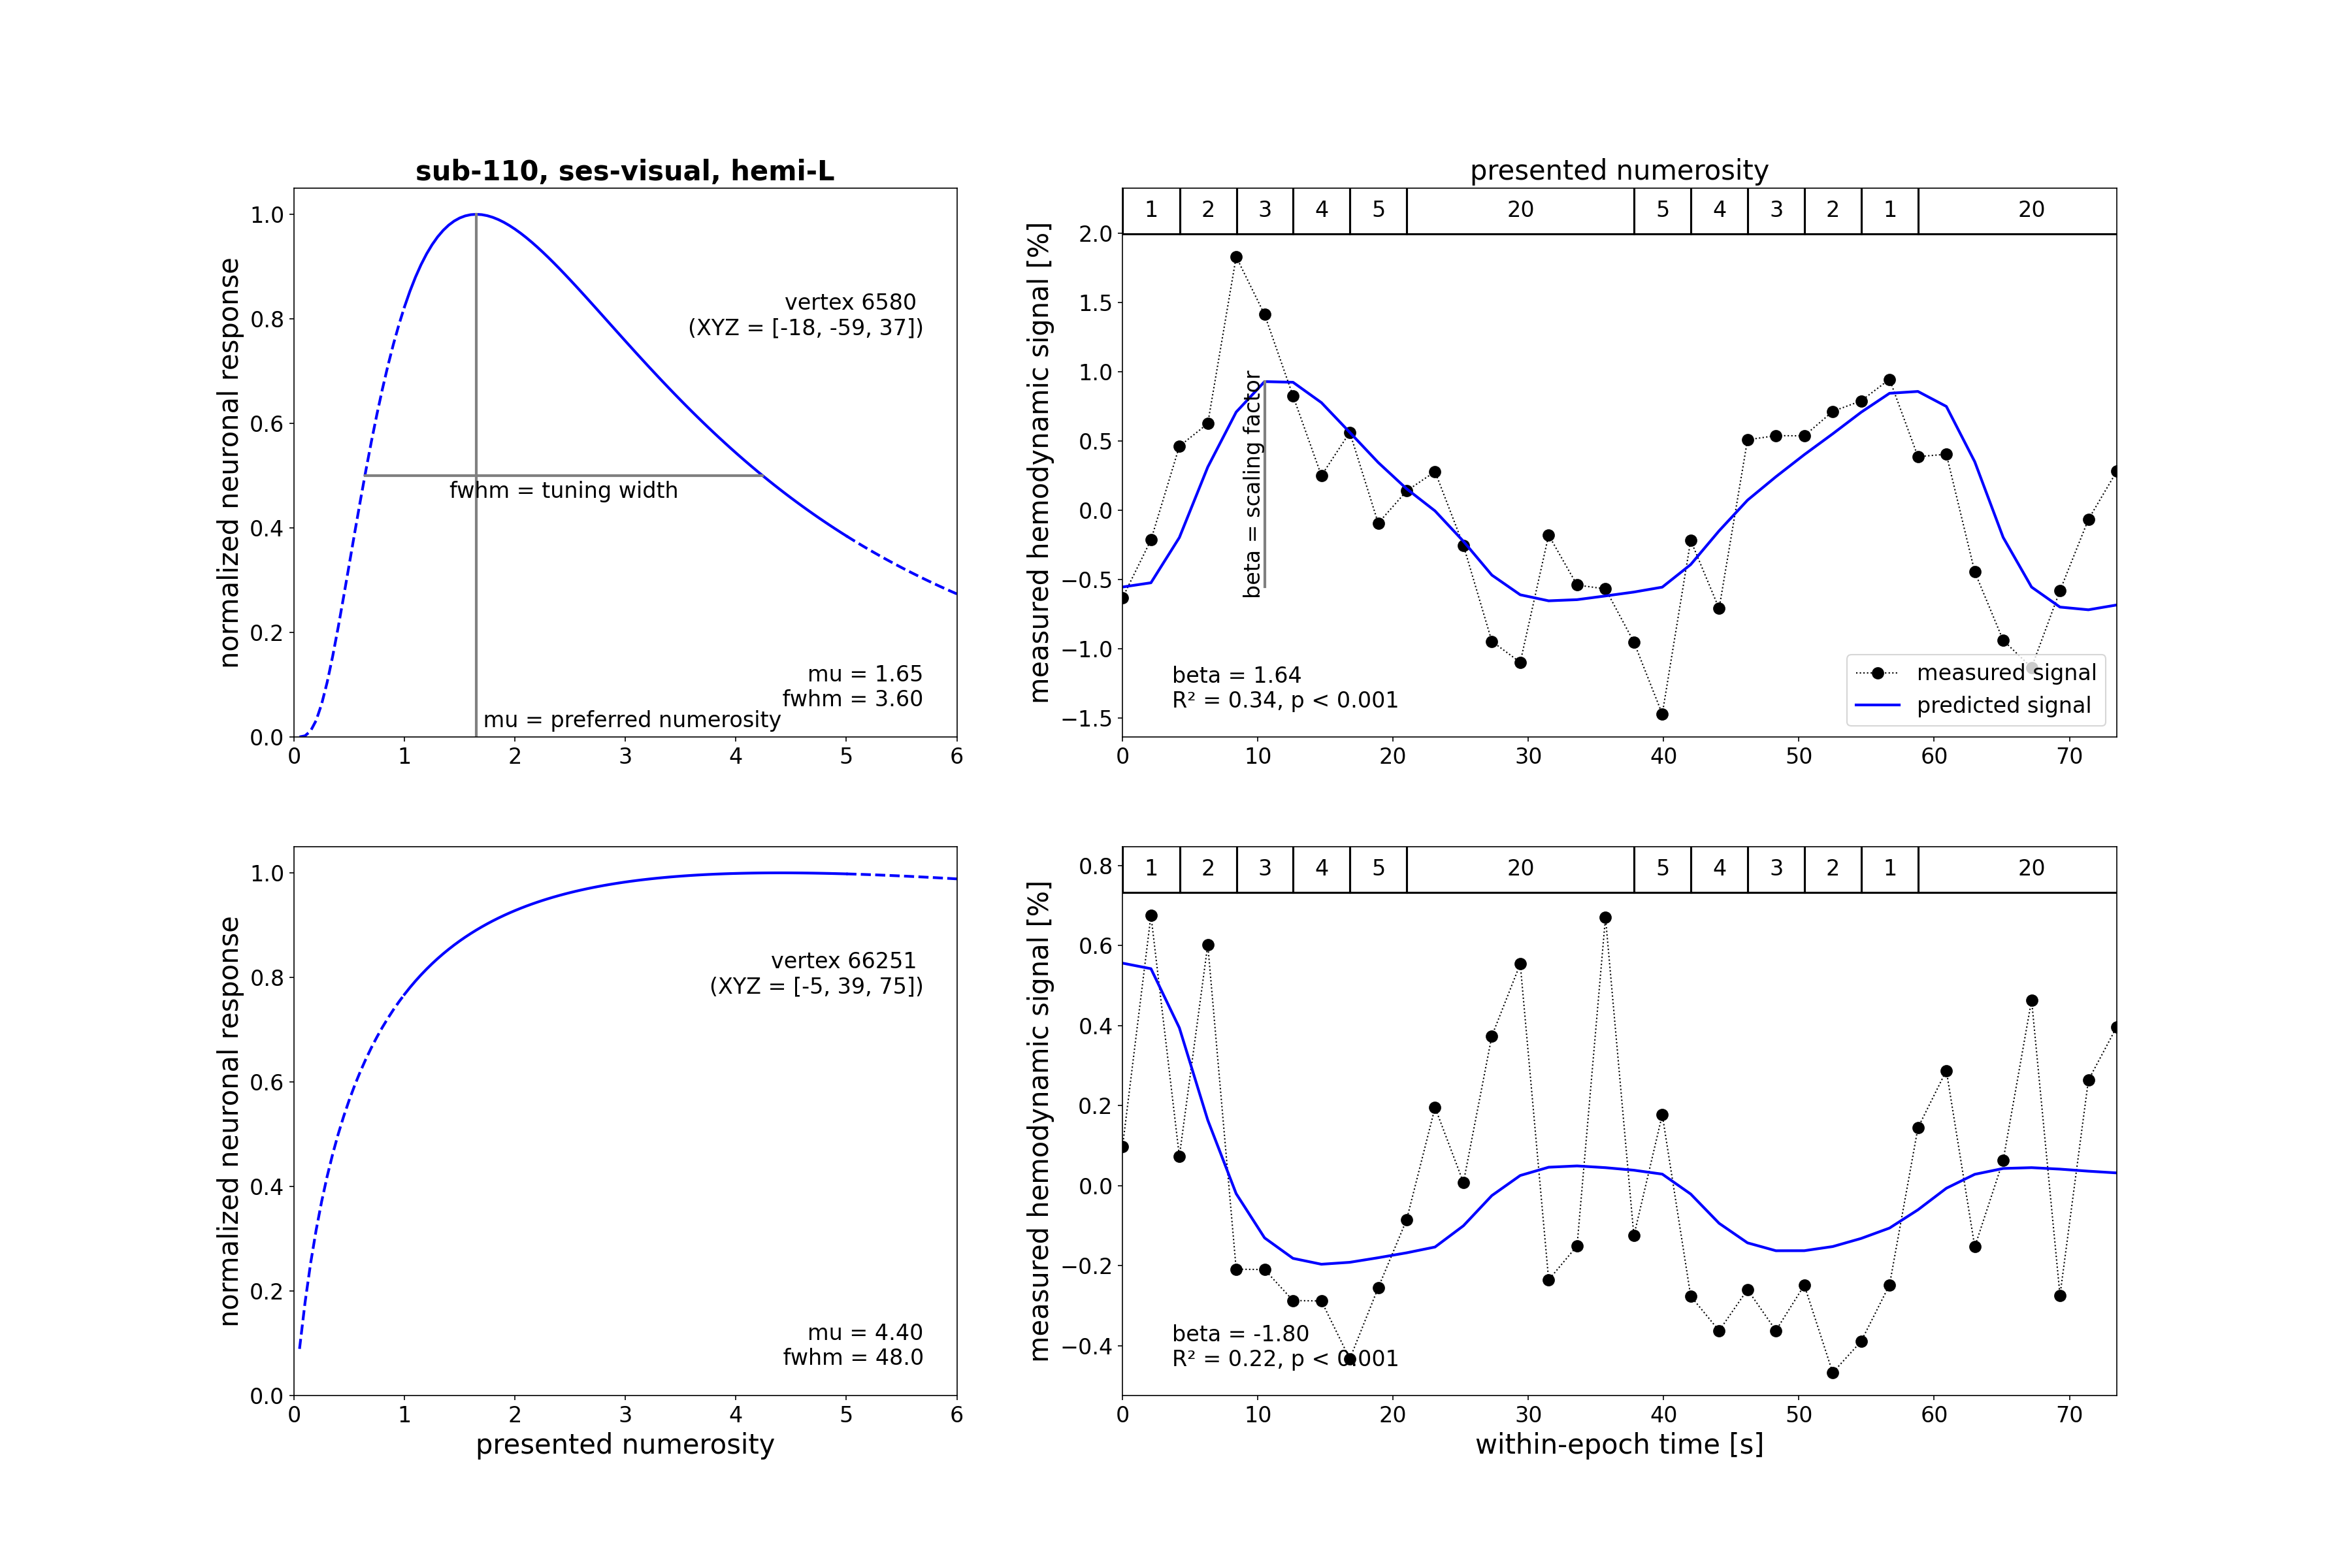 sub-110, ses-visual, hemi-L
normalized neuronal response
1.0
0.8
0.6
0.4
0.2
0.0
vertex 6580
(XYZ = [-18, -59, 37])
fwhm = tuning width
mu = 1.65
fwhm = 3.60
mu = preferred numerosity
0 1 2 3 4 5 6
presented numerosity
1 2 3 4 5 20 5 4 3 2 1 20
measured hemodynamic signal [%]
2.0
1.5
1.0
0.5
0.0
−0.5
−1.0
−1.5
beta = scaling factor
beta = 1.64
R² = 0.34, p < 0.001
measured signal
predicted signal
0 10 20 30 40 50 60 70
normalized neuronal response
1.0
0.8
0.6
0.4
0.2
0.0
vertex 66251
(XYZ = [-5, 39, 75])
mu = 4.40
fwhm = 48.0
0 1 2 3 4 5 6
presented numerosity
1 2 3 4 5 20 5 4 3 2 1 20
measured hemodynamic signal [%]
0.8
0.6
0.4
0.2
0.0
−0.2
−0.4
beta = -1.80
R² = 0.22, p < 0.001
0 10 20 30 40 50 60 70
within-epoch time [s]